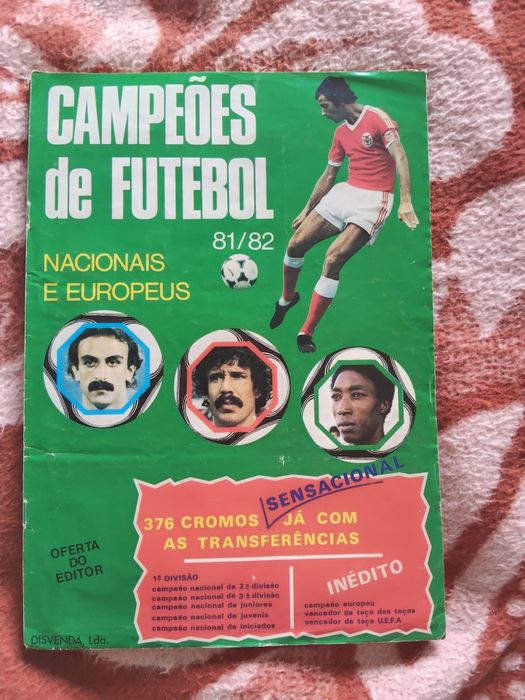 CAMPEÕES
de FUTEBOL
81/82
NACIONAIS
E EUROPEUS
SENSACIONAL
376 CROMOS JÁ COM
AS TRANSFERÊNCIAS
OFERTA
DO
EDITOR
1ª DIVISÃO
campeão nacional da 2ª divisão
campeão nacional da 3ª divisão
campeão nacional de juniores
campeão nacional de juvenis
campeão nacional de iniciados
INÉDITO
campeão europeu
vencedor da taça das taças
vencedor da taça U.E.F.A
DISVENDA, Lda.